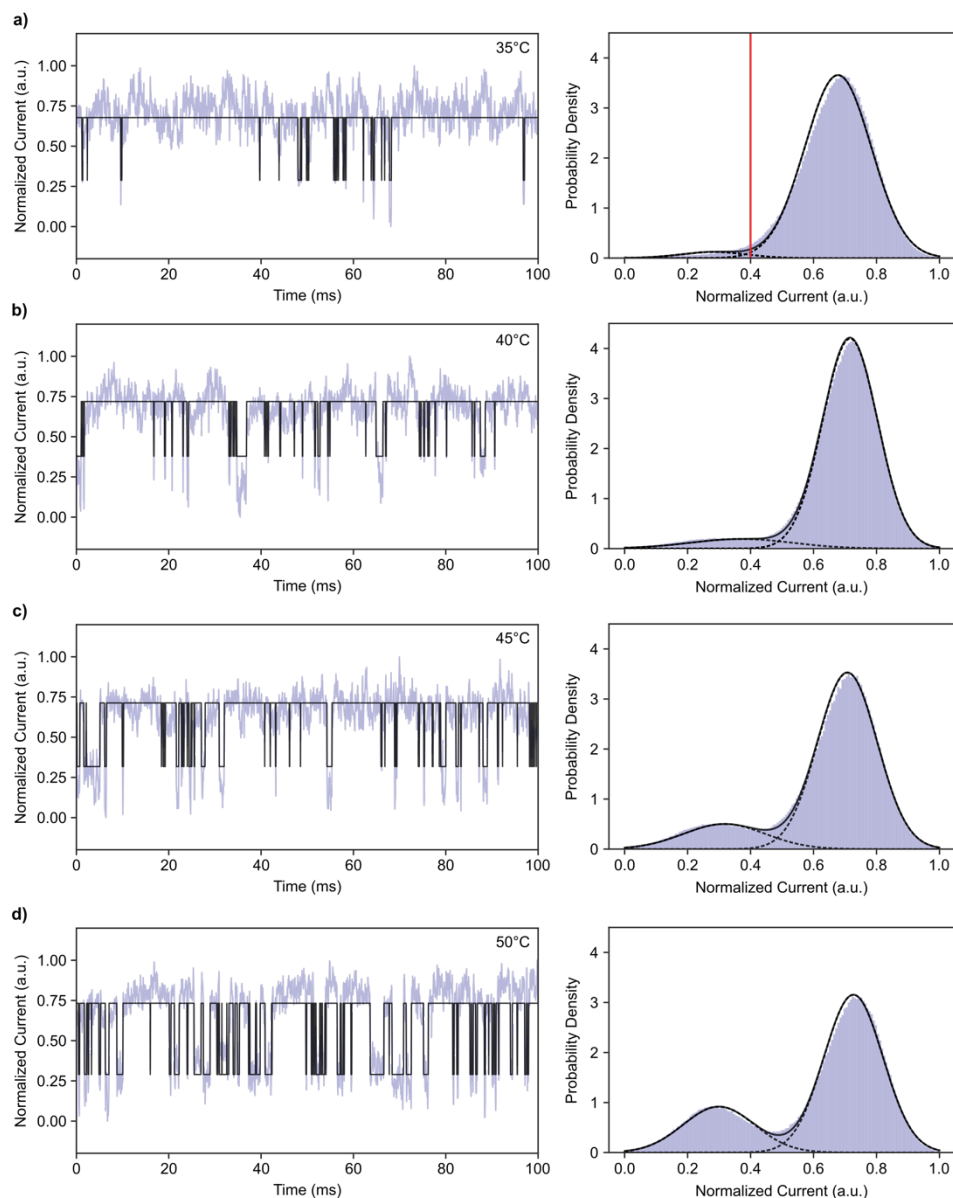 a)
35°C
Normalized Current (a.u.)
1.00
0.75
0.50
0.25
0.00
0 20 40 60 80 100
Time (ms)
Probability Density
4
3
2
1
0
0.0 0.2 0.4 0.6 0.8 1.0
Normalized Current (a.u.)
b)
40°C
Normalized Current (a.u.)
1.00
0.75
0.50
0.25
0.00
0 20 40 60 80 100
Time (ms)
Probability Density
4
3
2
1
0
0.0 0.2 0.4 0.6 0.8 1.0
Normalized Current (a.u.)
c)
45°C
Normalized Current (a.u.)
1.00
0.75
0.50
0.25
0.00
0 20 40 60 80 100
Time (ms)
Probability Density
4
3
2
1
0
0.0 0.2 0.4 0.6 0.8 1.0
Normalized Current (a.u.)
d)
50°C
Normalized Current (a.u.)
1.00
0.75
0.50
0.25
0.00
0 20 40 60 80 100
Time (ms)
Probability Density
4
3
2
1
0
0.0 0.2 0.4 0.6 0.8 1.0
Normalized Current (a.u.)